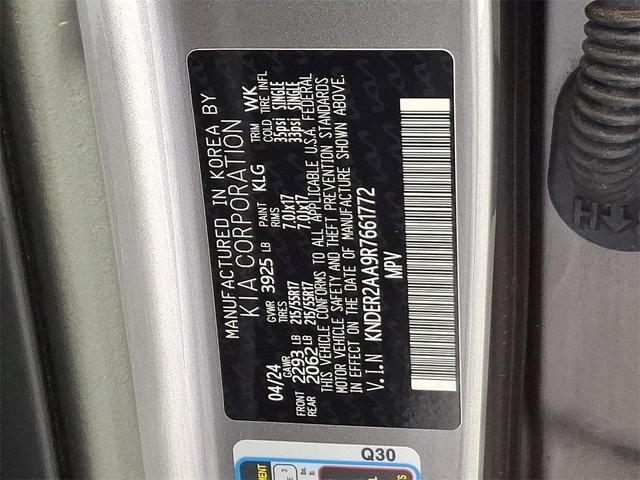 MANUFACTURED IN KOREA BY
KIA CORPORATION
04/24 GVWR 3925 LB PAINT KLG TRIM WK
GAWR TIRES RIMS COLD TIRE INFL
FRONT 2293 LB 215/55R17 7.0Jx17 33psi SINGLE
REAR 2062 LB 215/55R17 7.0Jx17 33psi SINGLE
THIS VEHICLE CONFORMS TO ALL APPLICABLE U.S.A. FEDERAL
MOTOR VEHICLE SAFETY AND THEFT PREVENTION STANDARDS
IN EFFECT ON THE DATE OF MANUFACTURE SHOWN ABOVE.
V.I.N KNDER2AA9R7661772
MPV
Q30